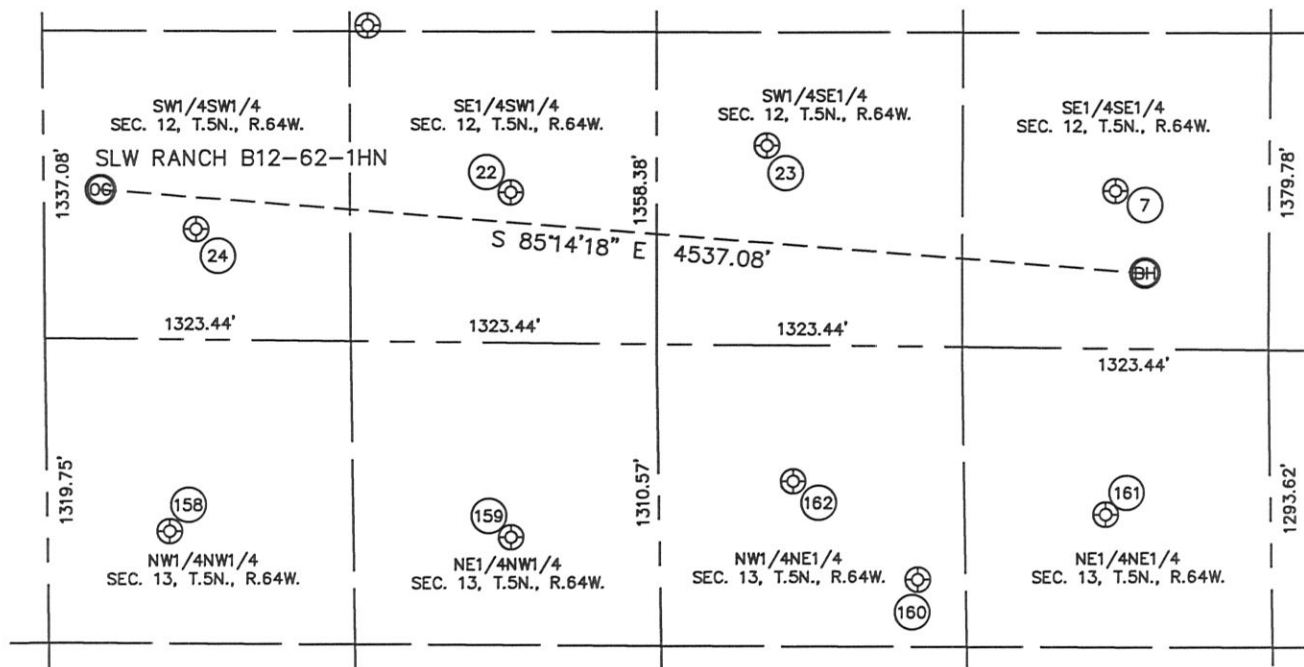 SW1/4SW1/4
SEC. 12, T.5N., R.64W.
SE1/4SW1/4
SEC. 12, T.5N., R.64W.
SW1/4SE1/4
SEC. 12, T.5N., R.64W.
SE1/4SE1/4
SEC. 12, T.5N., R.64W.
1337.08'
SLW RANCH B12-62-1HN
OG
22
1358.38'
23
7
1379.78'
24
S 85°14'18" E 4537.08'
BH
1323.44'
1323.44'
1323.44'
1323.44'
1319.75'
158
159
1310.57'
162
161
1293.62'
NW1/4NW1/4
SEC. 13, T.5N., R.64W.
NE1/4NW1/4
SEC. 13, T.5N., R.64W.
NW1/4NE1/4
SEC. 13, T.5N., R.64W.
NE1/4NE1/4
SEC. 13, T.5N., R.64W.
160